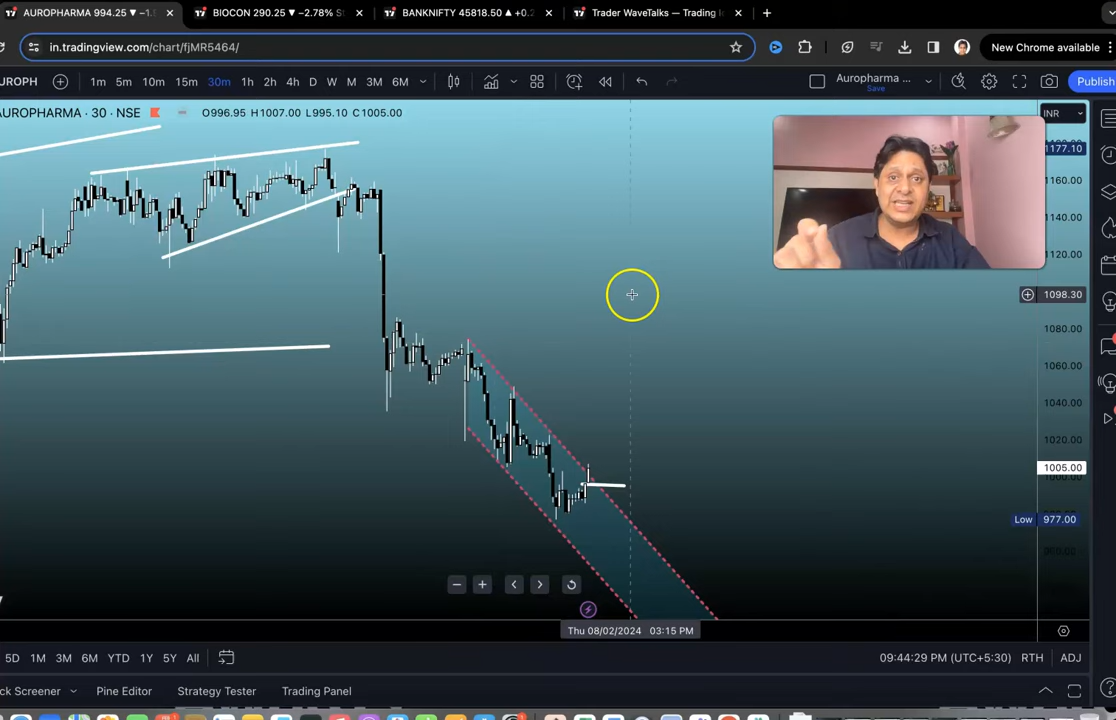 AUROPHARMA 994.25 ▼ −1.
BIOCON 290.25 ▼ −2.78%
BANKNIFTY 45818.50 ▲ +0.2
Trader WaveTalks — Trading I
in.tradingview.com/chart/fjMR5464/
New Chrome available
UROPH 1m 5m 10m 15m 30m 1h 2h 4h D W M 3M 6M
Auropharma ...
Save
Publish
AUROPHARMA · 30 · NSE O996.95 H1007.00 L995.10 C1005.00
INR
1177.10
1160.00
1140.00
1120.00
1098.30
1080.00
1060.00
1040.00
1020.00
1005.00
Low 977.00
Thu 08/02/2024 03:15 PM
5D 1M 3M 6M YTD 1Y 5Y All
09:44:29 PM (UTC+5:30) RTH ADJ
ck Screener Pine Editor Strategy Tester Trading Panel